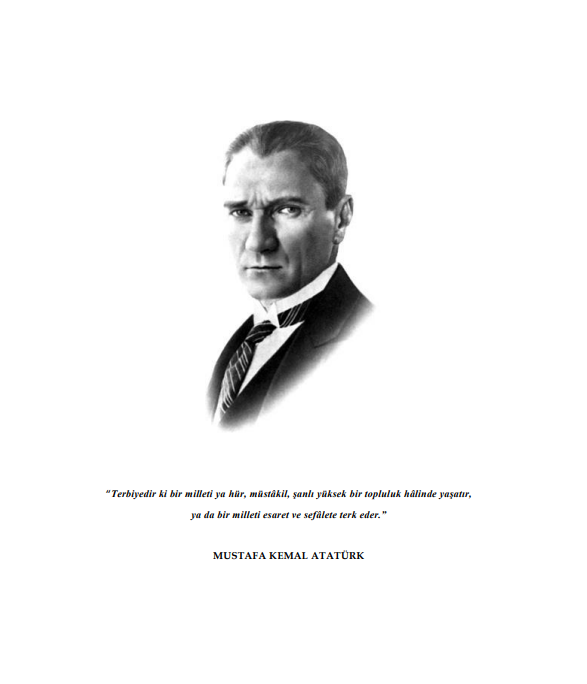 "Terbiyedir ki bir milleti ya hür, müstâkil, şanlı yüksek bir topluluk hâlinde yaşatır,
ya da bir milleti esaret ve sefâlete terk eder.”
MUSTAFA KEMAL ATATÜRK